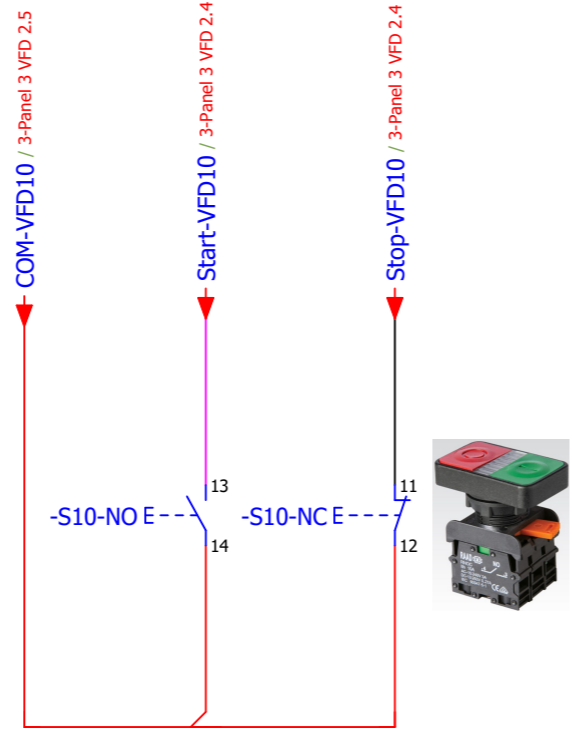 COM-VFD10 / 3-Panel 3 VFD 2.5
Start-VFD10 / 3-Panel 3 VFD 2.4
Stop-VFD10 / 3-Panel 3 VFD 2.4
13
11
-S10-NO E
-S10-NC E
14
12
NO